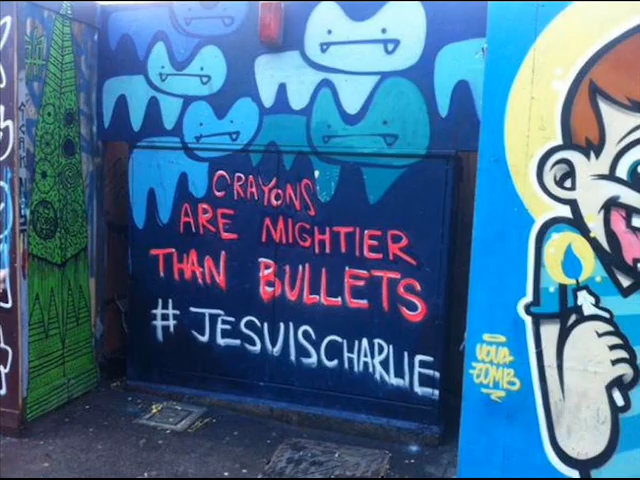 CRAYONS
ARE MIGHTIER
THAN BULLETS
# JESUISCHARLIE